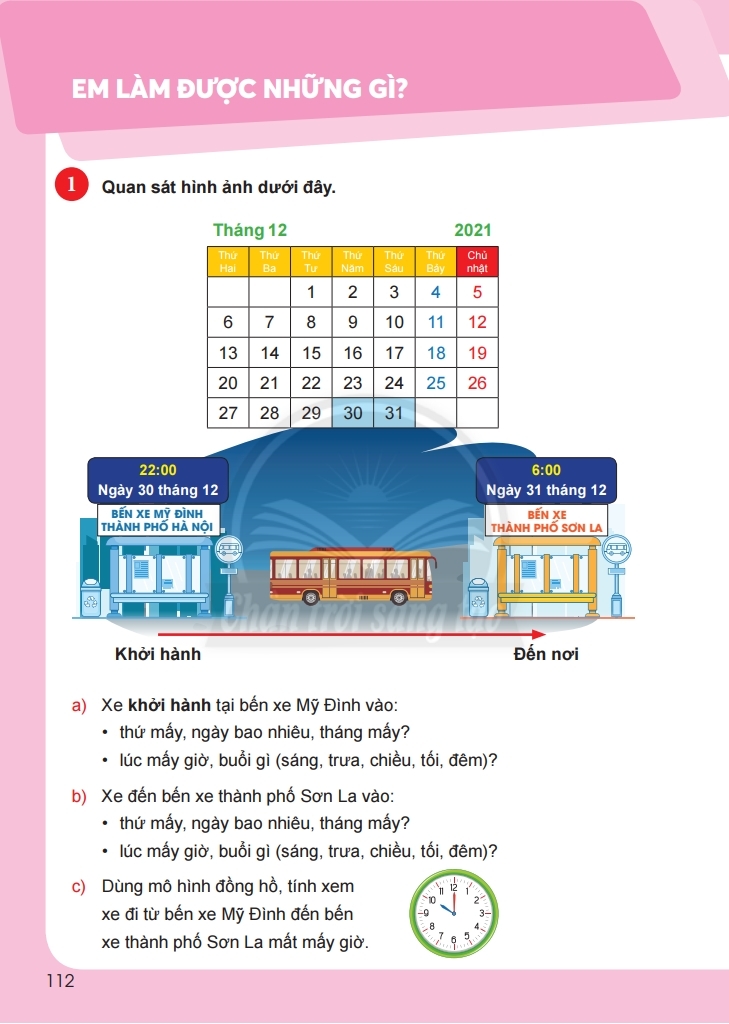 EM LÀM ĐƯỢC NHỮNG GÌ?
1 Quan sát hình ảnh dưới đây.
Tháng 12 2021
Thứ Hai Thứ Ba Thứ Tư Thứ Năm Thứ Sáu Thứ Bảy Chủ nhật
1 2 3 4 5
6 7 8 9 10 11 12
13 14 15 16 17 18 19
20 21 22 23 24 25 26
27 28 29 30 31
22:00
Ngày 30 tháng 12
BẾN XE MỸ ĐÌNH
THÀNH PHỐ HÀ NỘI
6:00
Ngày 31 tháng 12
BẾN XE
THÀNH PHỐ SƠN LA
Chân trời sáng tạo
Khởi hành
Đến nơi
a) Xe khởi hành tại bến xe Mỹ Đình vào:
• thứ mấy, ngày bao nhiêu, tháng mấy?
• lúc mấy giờ, buổi gì (sáng, trưa, chiều, tối, đêm)?
b) Xe đến bến xe thành phố Sơn La vào:
• thứ mấy, ngày bao nhiêu, tháng mấy?
• lúc mấy giờ, buổi gì (sáng, trưa, chiều, tối, đêm)?
c) Dùng mô hình đồng hồ, tính xem
xe đi từ bến xe Mỹ Đình đến bến
xe thành phố Sơn La mất mấy giờ.
12 1 2 3 4 5 6 7 8 9 10 11
112